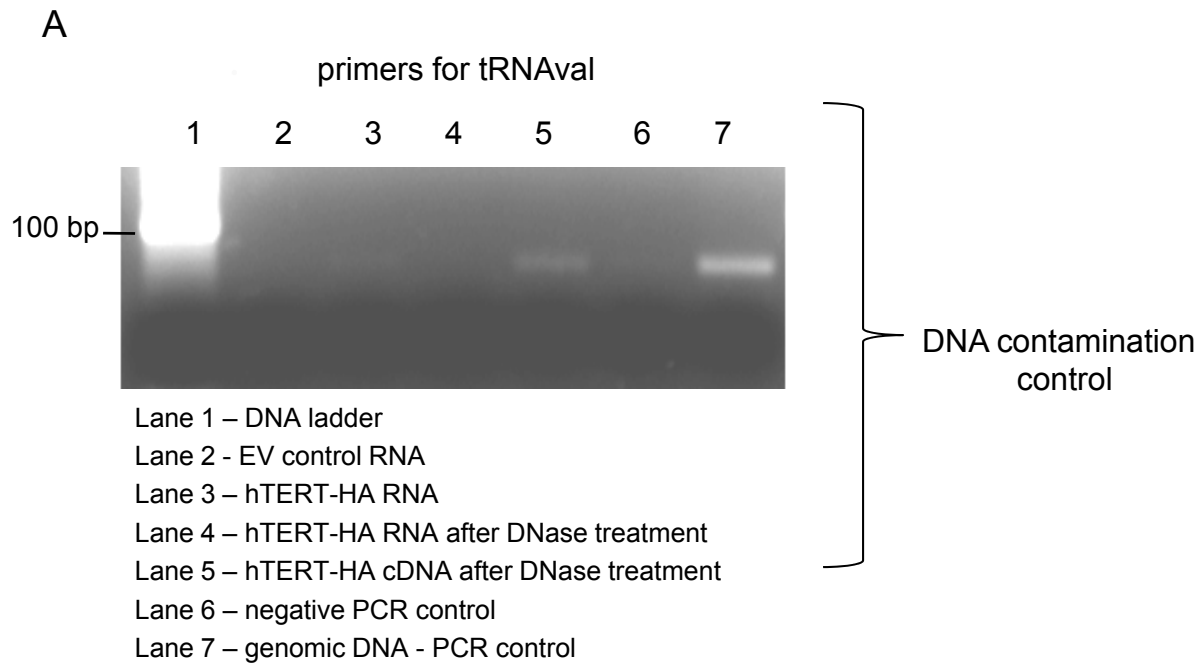 A
primers for tRNAval
1 2 3 4 5 6 7
100 bp
DNA contamination
control
Lane 1 – DNA ladder
Lane 2 - EV control RNA
Lane 3 – hTERT-HA RNA
Lane 4 – hTERT-HA RNA after DNase treatment
Lane 5 – hTERT-HA cDNA after DNase treatment
Lane 6 – negative PCR control
Lane 7 – genomic DNA - PCR control